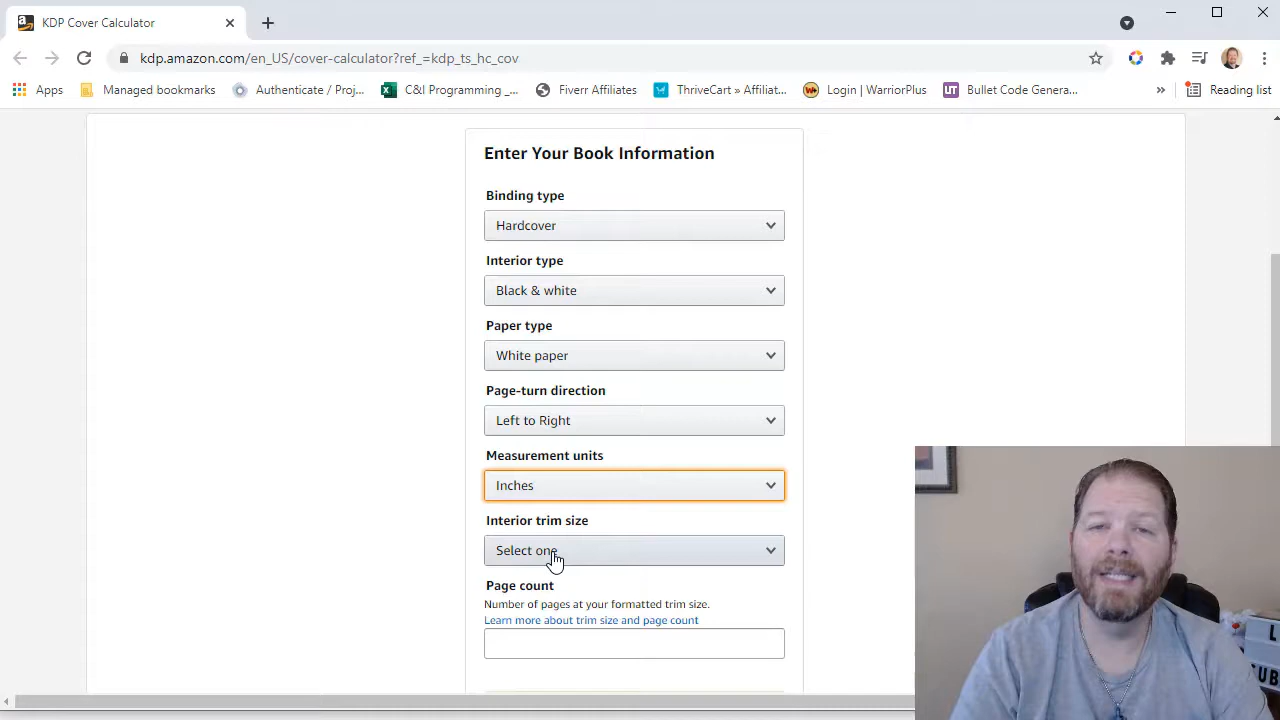 KDP Cover Calculator
kdp.amazon.com/en_US/cover-calculator?ref_=kdp_ts_hc_cov
Apps Managed bookmarks Authenticate / Proj... C&I Programming _... Fiverr Affiliates ThriveCart » Affiliat... Login | WarriorPlus Bullet Code Genera... » Reading list
Enter Your Book Information
Binding type
Hardcover
Interior type
Black & white
Paper type
White paper
Page-turn direction
Left to Right
Measurement units
Inches
Interior trim size
Select one
Page count
Number of pages at your formatted trim size.
Learn more about trim size and page count